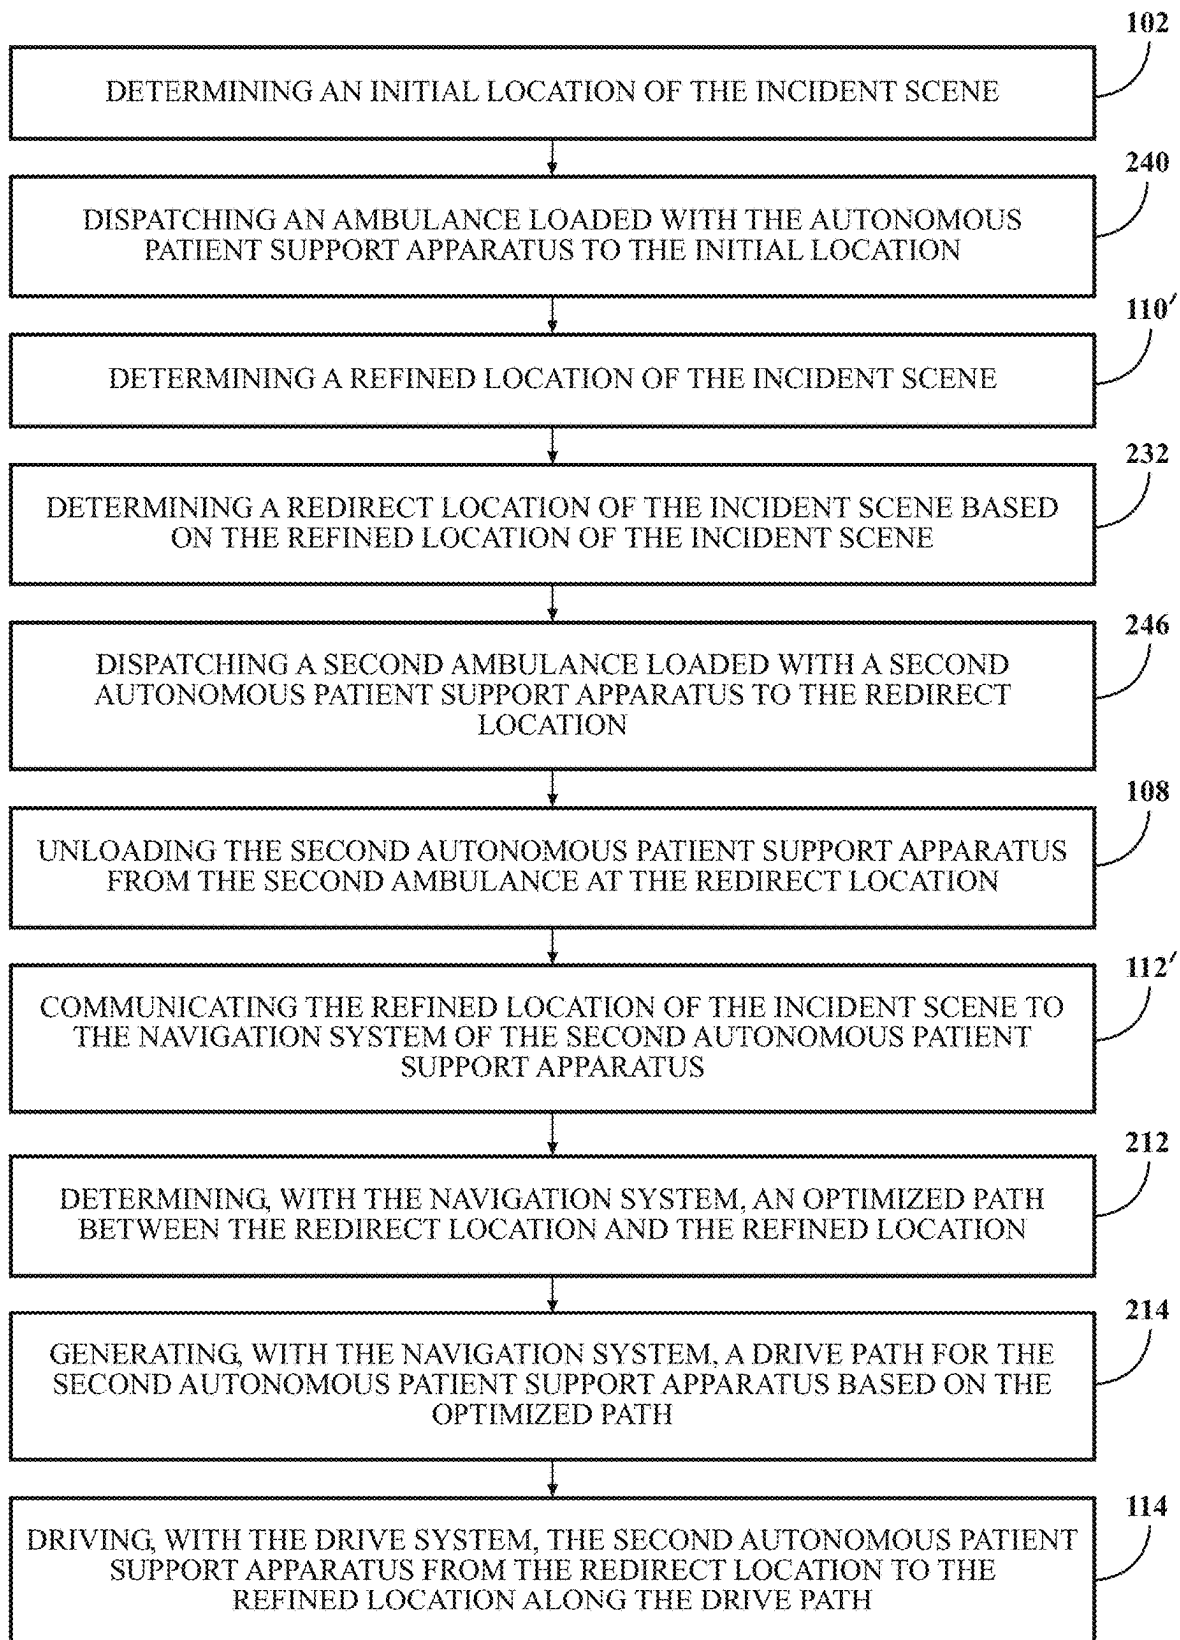 102
DETERMINING AN INITIAL LOCATION OF THE INCIDENT SCENE
240
DISPATCHING AN AMBULANCE LOADED WITH THE AUTONOMOUS
PATIENT SUPPORT APPARATUS TO THE INITIAL LOCATION
110′
DETERMINING A REFINED LOCATION OF THE INCIDENT SCENE
232
DETERMINING A REDIRECT LOCATION OF THE INCIDENT SCENE BASED
ON THE REFINED LOCATION OF THE INCIDENT SCENE
246
DISPATCHING A SECOND AMBULANCE LOADED WITH A SECOND
AUTONOMOUS PATIENT SUPPORT APPARATUS TO THE REDIRECT
LOCATION
108
UNLOADING THE SECOND AUTONOMOUS PATIENT SUPPORT APPARATUS
FROM THE SECOND AMBULANCE AT THE REDIRECT LOCATION
112′
COMMUNICATING THE REFINED LOCATION OF THE INCIDENT SCENE TO
THE NAVIGATION SYSTEM OF THE SECOND AUTONOMOUS PATIENT
SUPPORT APPARATUS
212
DETERMINING, WITH THE NAVIGATION SYSTEM, AN OPTIMIZED PATH
BETWEEN THE REDIRECT LOCATION AND THE REFINED LOCATION
214
GENERATING, WITH THE NAVIGATION SYSTEM, A DRIVE PATH FOR THE
SECOND AUTONOMOUS PATIENT SUPPORT APPARATUS BASED ON THE
OPTIMIZED PATH
114
DRIVING, WITH THE DRIVE SYSTEM, THE SECOND AUTONOMOUS PATIENT
SUPPORT APPARATUS FROM THE REDIRECT LOCATION TO THE
REFINED LOCATION ALONG THE DRIVE PATH